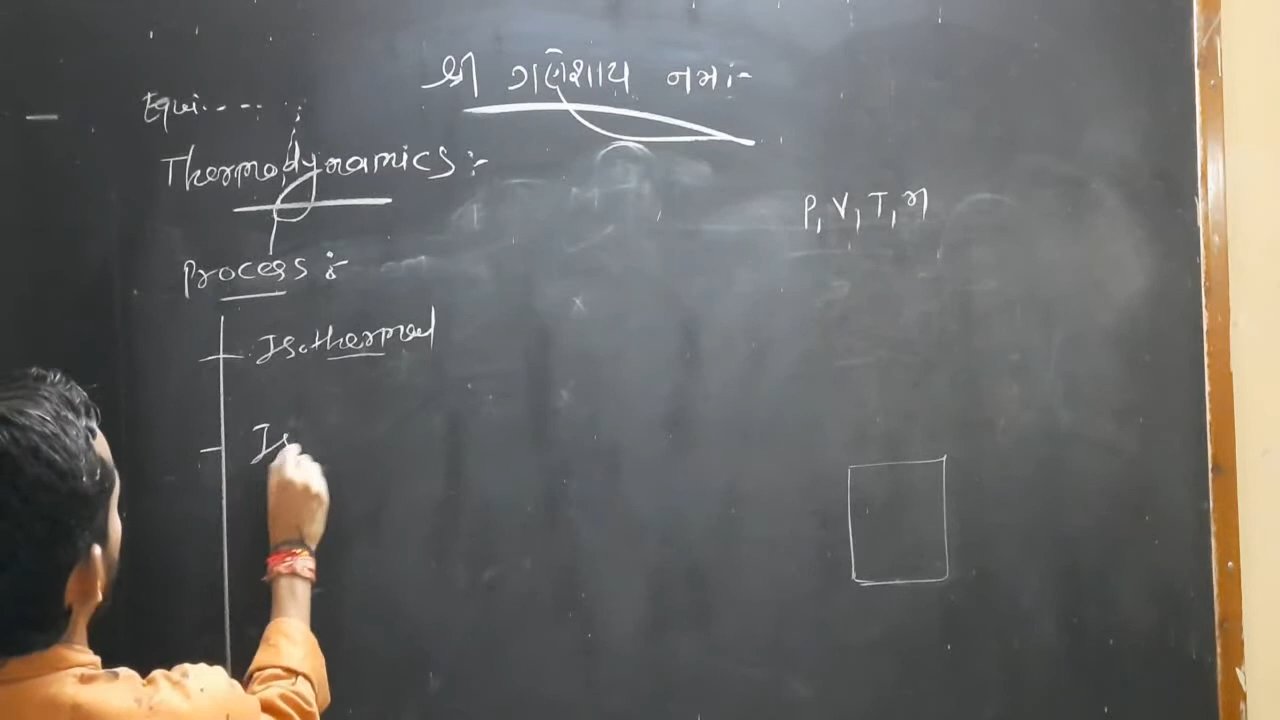 શ્રી ગણેશાય નમઃ :-
Equi. - - -
Thermodynamics :-
P, V, T, n
Process :-
Isothermal
Is